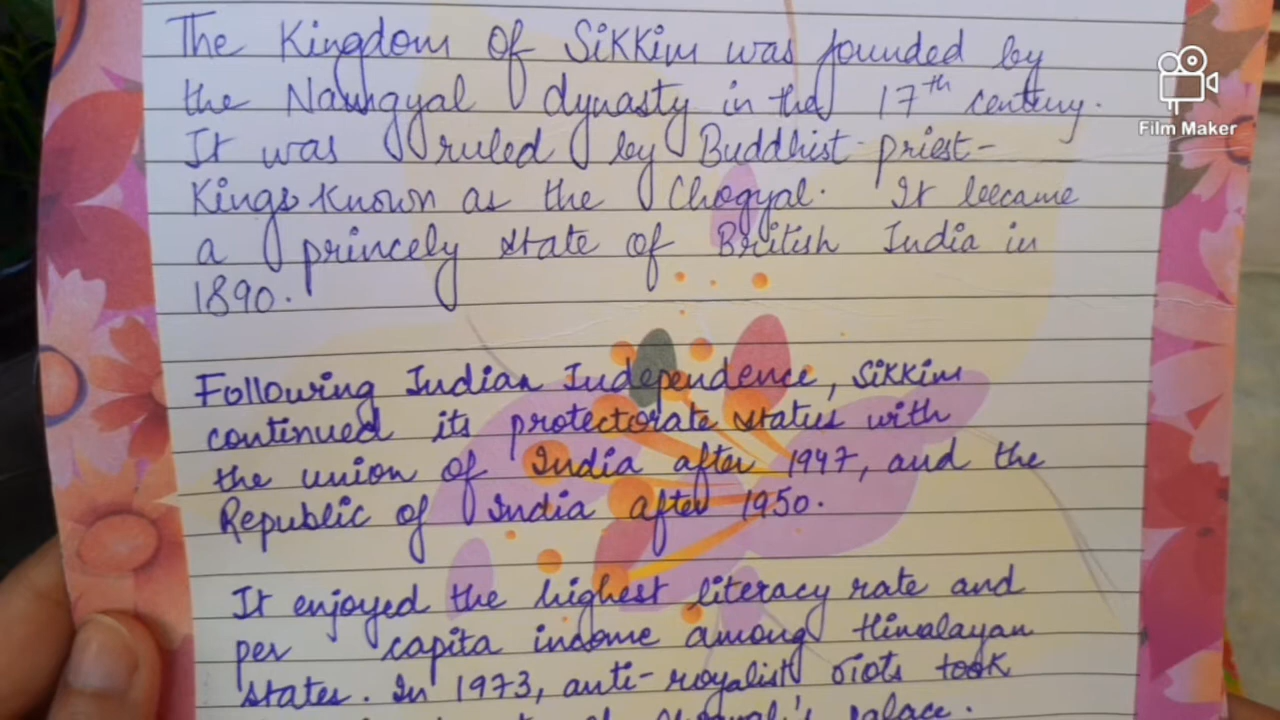 The Kingdom of Sikkim was founded by
the Namgyal dynasty in the 17th century.
It was ruled by Buddhist priest-
Kings known as the Chogyal. It became
a princely state of British India in
1890.
Following Indian Independence, Sikkim
continued its protectorate status with
the union of India after 1947, and the
Republic of India after 1950.
It enjoyed the highest literacy rate and
per capita income among Himalayan
states. In 1973, anti-royalist riots took
of Chogyal's palace.
Film Maker